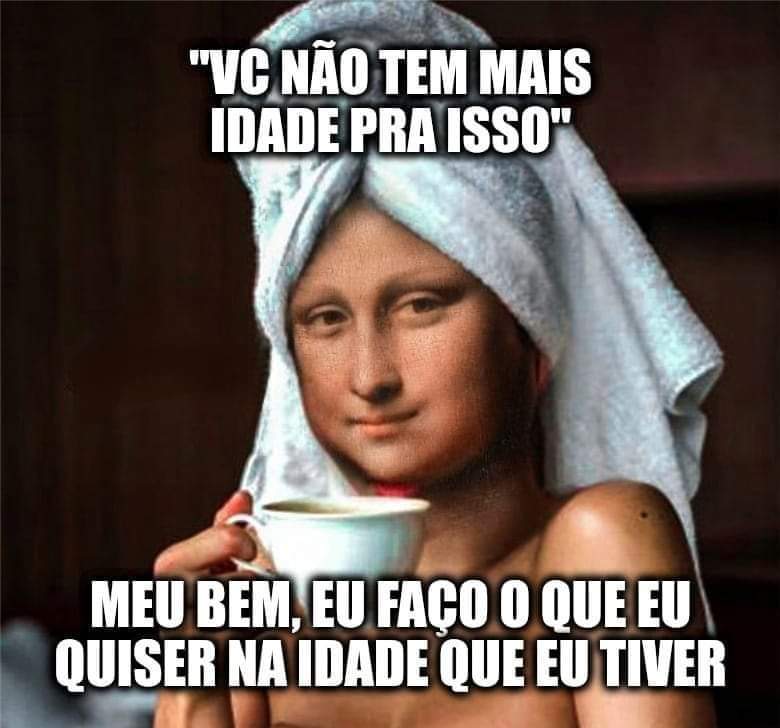 "VC NÃO TEM MAIS
IDADE PRA ISSO"
MEU BEM, EU FAÇO O QUE EU
QUISER NA IDADE QUE EU TIVER